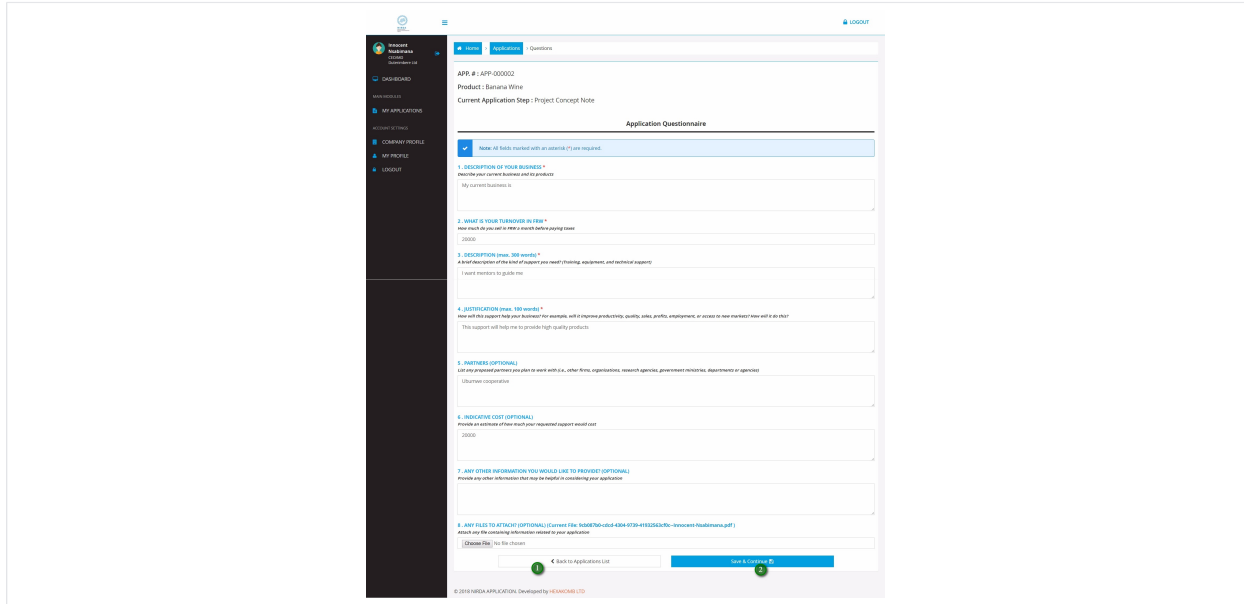 LOGOUT
Innocent
Nsabimana
Home > Applications > Questions
DASHBOARD
MAIN MODULES
MY APPLICATIONS
ACCOUNT SETTINGS
COMPANY PROFILE
MY PROFILE
LOGOUT
APP. # : APP-000002
Product : Banana Wine
Current Application Step : Project Concept Note
Application Questionnaire
Note: All fields marked with an asterisk (*) are required.
1 . DESCRIPTION OF YOUR BUSINESS *
Describe your current business and its products
My current business is
2 . WHAT IS YOUR TURNOVER IN FRW *
How much do you sell in FRW a month before paying taxes
20000
3 . DESCRIPTION (max. 300 words) *
A brief description of the kind of support you need? (Training, equipment, and technical support)
I want mentors to guide me
4 . JUSTIFICATION (max. 100 words) *
How will this support help your business? For example, will it improve productivity, quality, sales, profits, employment, or access to new markets? How will it do this?
This support will help me to provide high quality products
5 . PARTNERS (OPTIONAL)
List any proposed partners you plan to work with (i.e., other firms, organisations, research agencies, government ministries, departments or agencies)
Ubumwe cooperative
6 . INDICATIVE COST (OPTIONAL)
Provide an estimate of how much your requested support would cost
20000
7 . ANY OTHER INFORMATION YOU WOULD LIKE TO PROVIDE? (OPTIONAL)
Provide any other information that may be helpful in considering your application
8 . ANY FILES TO ATTACH? (OPTIONAL) (Current File: 9cb087b0-cdcd-4304-9739-41932563cf0c--Innocent-Nsabimana.pdf )
Attach any file containing information related to your application
Choose File No file chosen
Back to Applications List
Save & Continue
1
2
© 2018 NIRDA APPLICATION. Developed by HEXAKOMB LTD